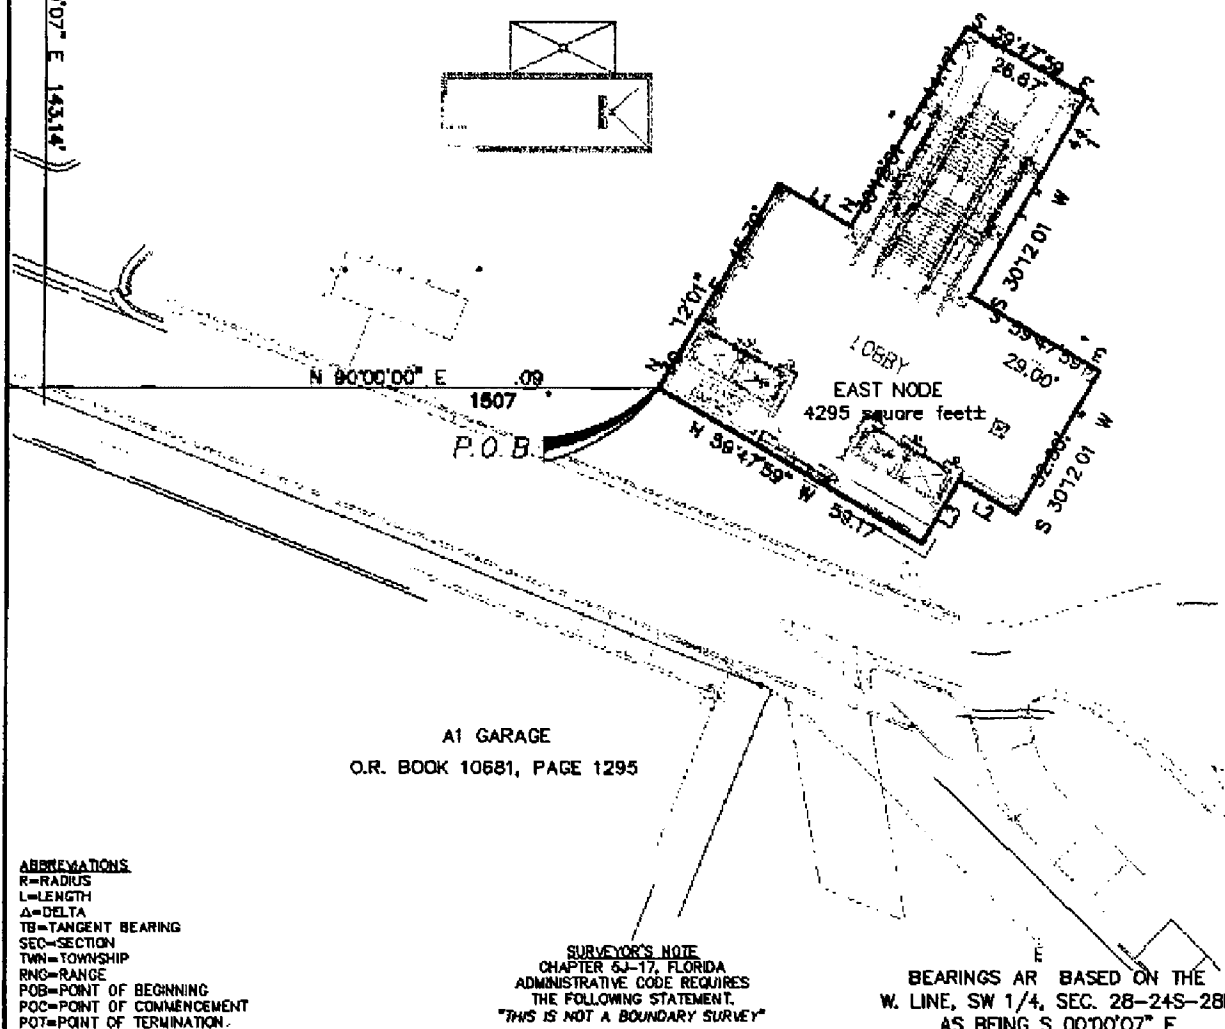 '07" E 143.14'
S 59°47'59" E
26.67'
44.17
S 30°12'01 W
L1
N 30°12'01" E
S 59°47'59" E
29.00'
LOBBY
EAST NODE
4295 square feet±
N 90°00'00" E .09
1507
P.O.B.
N 59°47'59" W 59.17'
L3
L2
S 30°12'01 W
A1 GARAGE
O.R. BOOK 10681, PAGE 1295
ABBREVIATIONS
R=RADIUS
L=LENGTH
Δ=DELTA
TB=TANGENT BEARING
SEC=SECTION
TWN=TOWNSHIP
RNG=RANGE
POB=POINT OF BEGINNING
POC=POINT OF COMMENCEMENT
POT=POINT OF TERMINATION.
SURVEYOR'S NOTE
CHAPTER 5J-17, FLORIDA
ADMINISTRATIVE CODE REQUIRES
THE FOLLOWING STATEMENT.
"THIS IS NOT A BOUNDARY SURVEY"
E
BEARINGS AR BASED ON THE
W. LINE, SW 1/4, SEC. 28-24S-28
AS BEING S 00°00'07" E